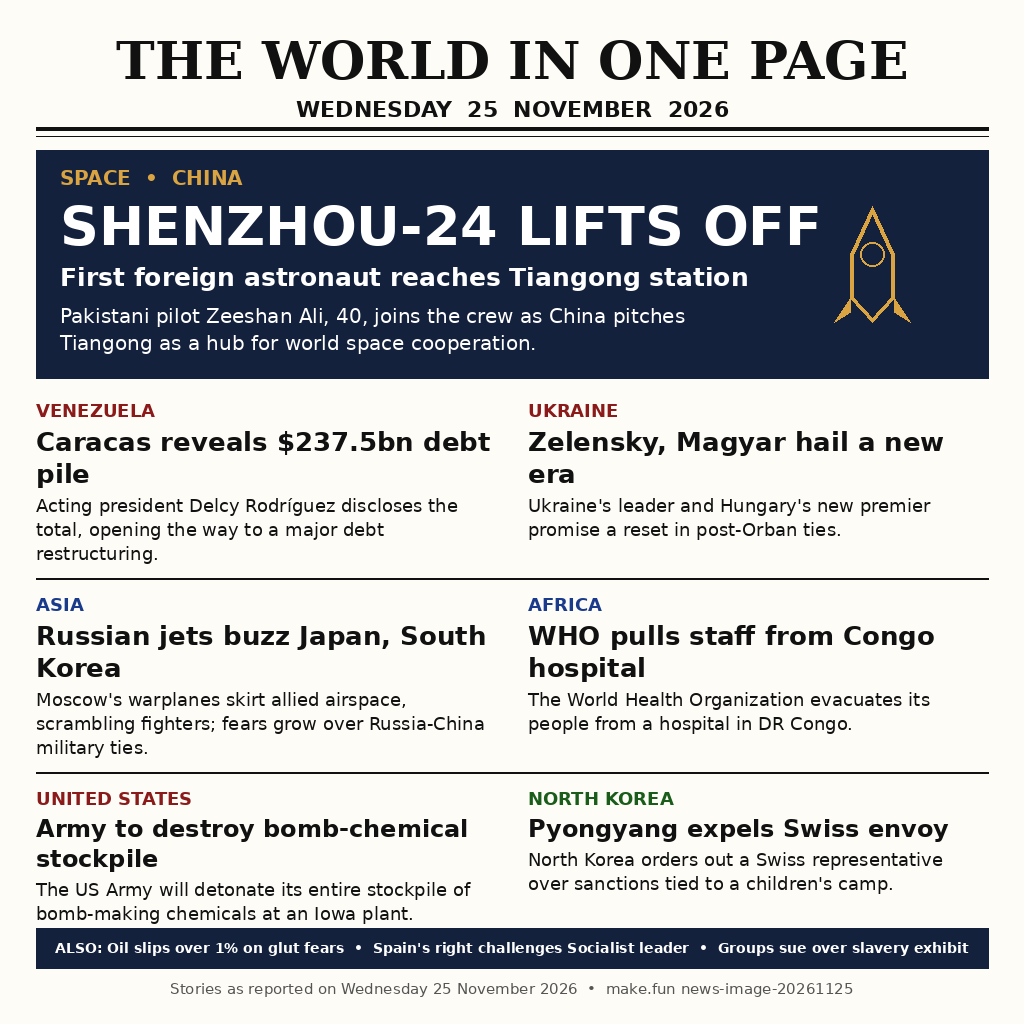 THE WORLD IN ONE PAGE
WEDNESDAY 25 NOVEMBER 2026
SPACE • CHINA
SHENZHOU-24 LIFTS OFF
First foreign astronaut reaches Tiangong station
Pakistani pilot Zeeshan Ali, 40, joins the crew as China pitches
Tiangong as a hub for world space cooperation.
VENEZUELA
Caracas reveals $237.5bn debt
pile
Acting president Delcy Rodríguez discloses the
total, opening the way to a major debt
restructuring.
UKRAINE
Zelensky, Magyar hail a new
era
Ukraine's leader and Hungary's new premier
promise a reset in post-Orban ties.
ASIA
Russian jets buzz Japan, South
Korea
Moscow's warplanes skirt allied airspace,
scrambling fighters; fears grow over Russia-China
military ties.
AFRICA
WHO pulls staff from Congo
hospital
The World Health Organization evacuates its
people from a hospital in DR Congo.
UNITED STATES
Army to destroy bomb-chemical
stockpile
The US Army will detonate its entire stockpile of
bomb-making chemicals at an Iowa plant.
NORTH KOREA
Pyongyang expels Swiss envoy
North Korea orders out a Swiss representative
over sanctions tied to a children's camp.
ALSO: Oil slips over 1% on glut fears • Spain's right challenges Socialist leader • Groups sue over slavery exhibit
Stories as reported on Wednesday 25 November 2026 • make.fun news-image-20261125